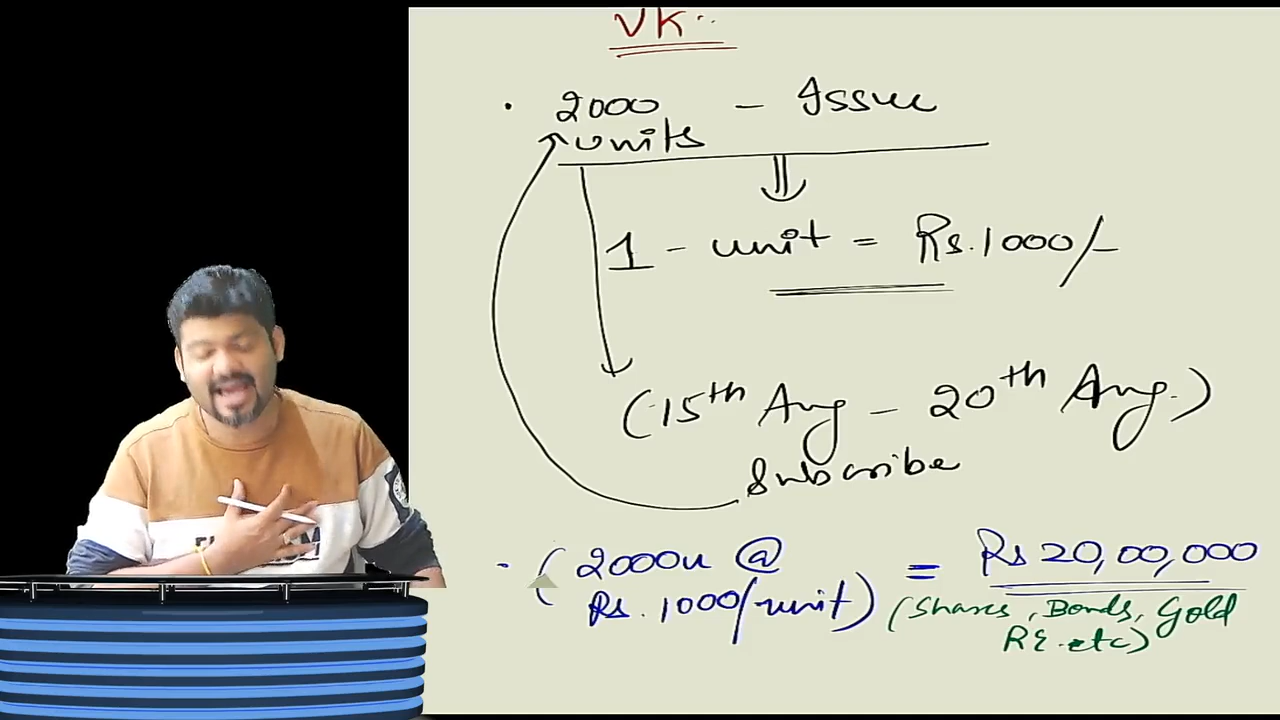 VK
• 2000 - Issue
units
1 - unit = Rs. 1000/-
(15th Aug - 20th Aug.)
Subscribe
- (2000u @ = Rs 20,00,000
Rs. 1000/unit) (Shares, Bonds, Gold
RE. etc)